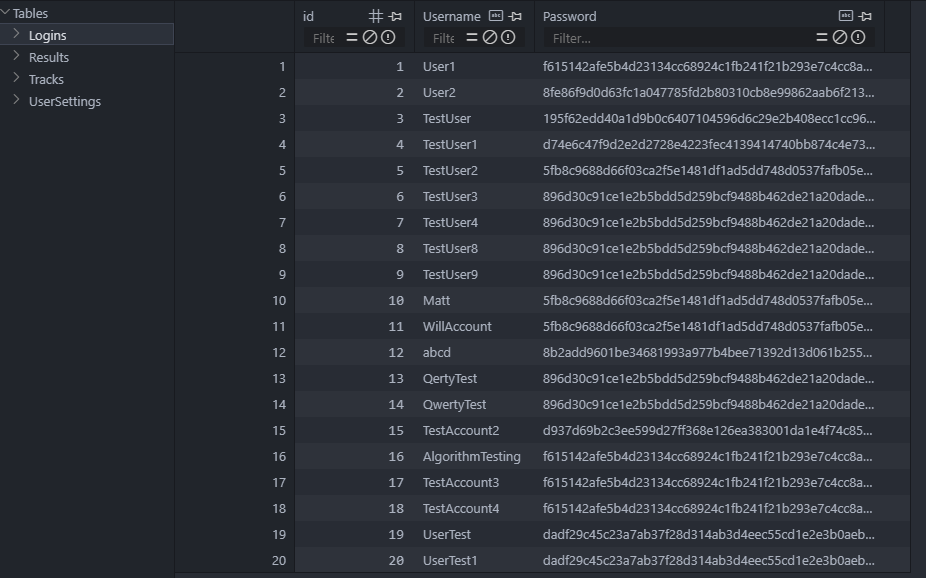 Tables
Logins
Results
Tracks
UserSettings
id Username Password
Filte Filte Filter...
1 1 User1 f615142afe5b4d23134cc68924c1fb241f21b293e7c4cc8a...
2 2 User2 8fe86f9d0d63fc1a047785fd2b80310cb8e99862aab6f213...
3 3 TestUser 195f62edd40a1d9b0c6407104596d6c29e2b408ecc1cc96...
4 4 TestUser1 d74e6c47f9d2e2d2728e4223fec4139414740bb874c4e73...
5 5 TestUser2 5fb8c9688d66f03ca2f5e1481df1ad5dd748d0537fafb05e...
6 6 TestUser3 896d30c91ce1e2b5bdd5d259bcf9488b462de21a20dade...
7 7 TestUser4 896d30c91ce1e2b5bdd5d259bcf9488b462de21a20dade...
8 8 TestUser8 896d30c91ce1e2b5bdd5d259bcf9488b462de21a20dade...
9 9 TestUser9 896d30c91ce1e2b5bdd5d259bcf9488b462de21a20dade...
10 10 Matt 5fb8c9688d66f03ca2f5e1481df1ad5dd748d0537fafb05e...
11 11 WillAccount 5fb8c9688d66f03ca2f5e1481df1ad5dd748d0537fafb05e...
12 12 abcd 8b2add9601be34681993a977b4bee71392d13d061b255...
13 13 QertyTest 896d30c91ce1e2b5bdd5d259bcf9488b462de21a20dade...
14 14 QwertyTest 896d30c91ce1e2b5bdd5d259bcf9488b462de21a20dade...
15 15 TestAccount2 d937d69b2c3ee599d27ff368e126ea383001da1e4f74c85...
16 16 AlgorithmTesting f615142afe5b4d23134cc68924c1fb241f21b293e7c4cc8a...
17 17 TestAccount3 f615142afe5b4d23134cc68924c1fb241f21b293e7c4cc8a...
18 18 TestAccount4 f615142afe5b4d23134cc68924c1fb241f21b293e7c4cc8a...
19 19 UserTest dadf29c45c23a7ab37f28d314ab3d4eec55cd1e2e3b0aeb...
20 20 UserTest1 dadf29c45c23a7ab37f28d314ab3d4eec55cd1e2e3b0aeb...